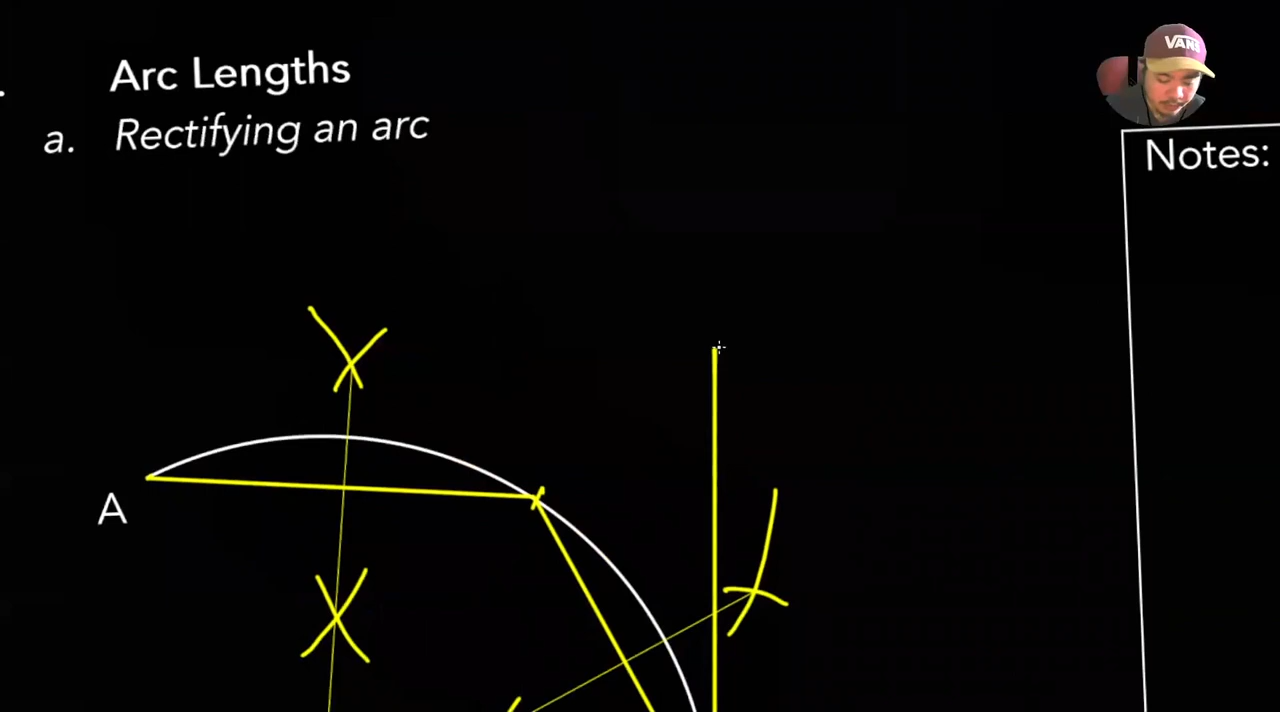 Arc Lengths
a. Rectifying an arc
VANS
Notes:
A